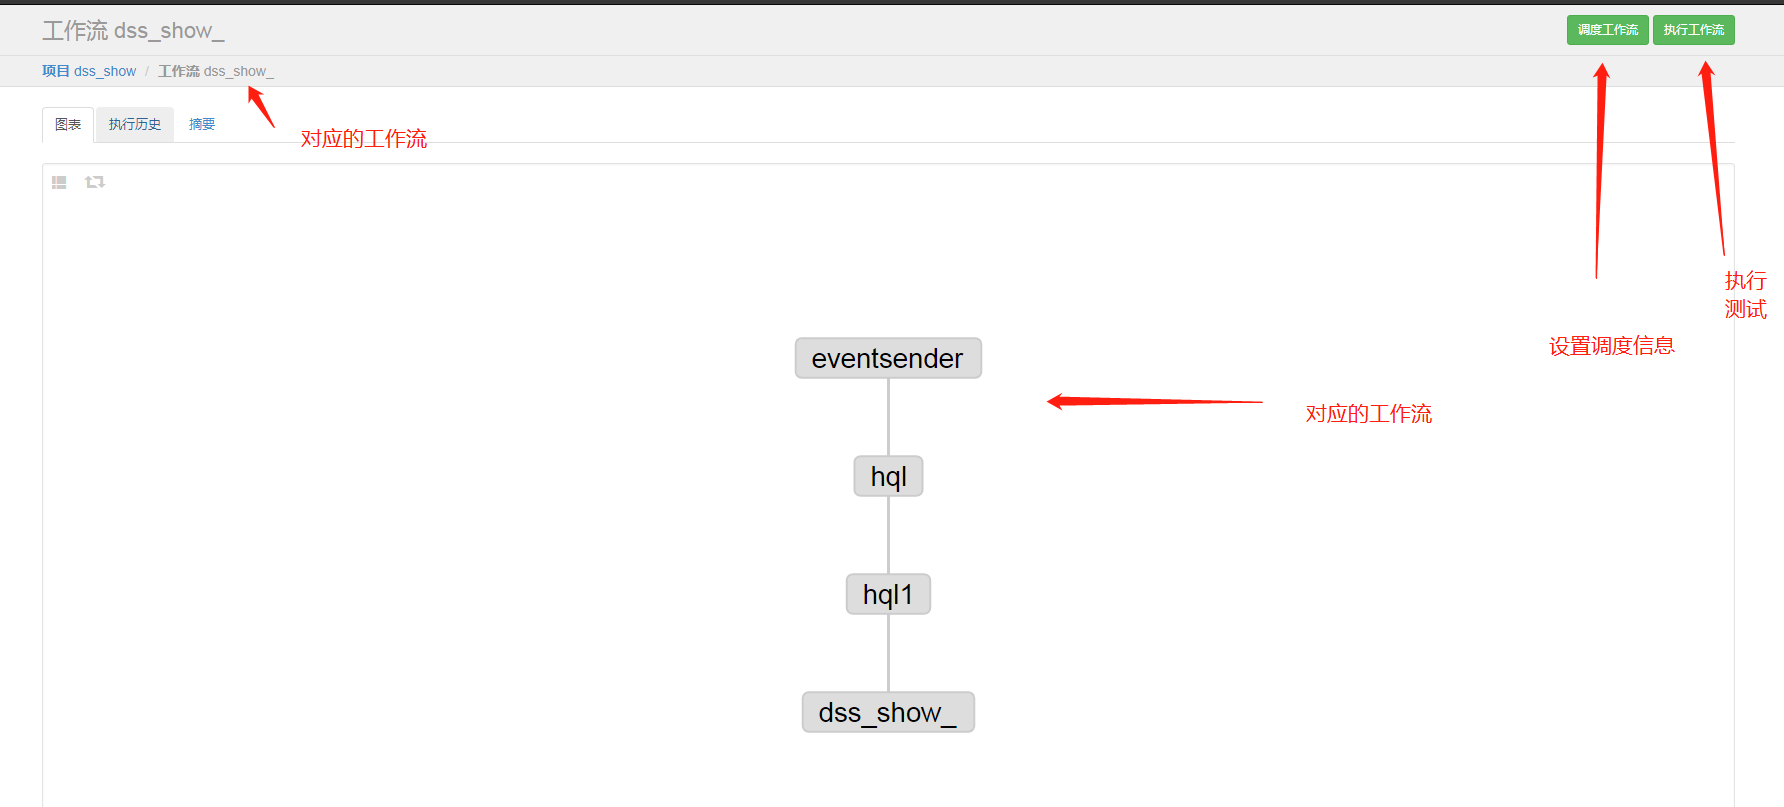 工作流 dss_show_
调度工作流 执行工作流
项目 dss_show / 工作流 dss_show_
图表 执行历史 摘要
对应的工作流
执行
测试
设置调度信息
eventsender
对应的工作流
hql
hql1
dss_show_